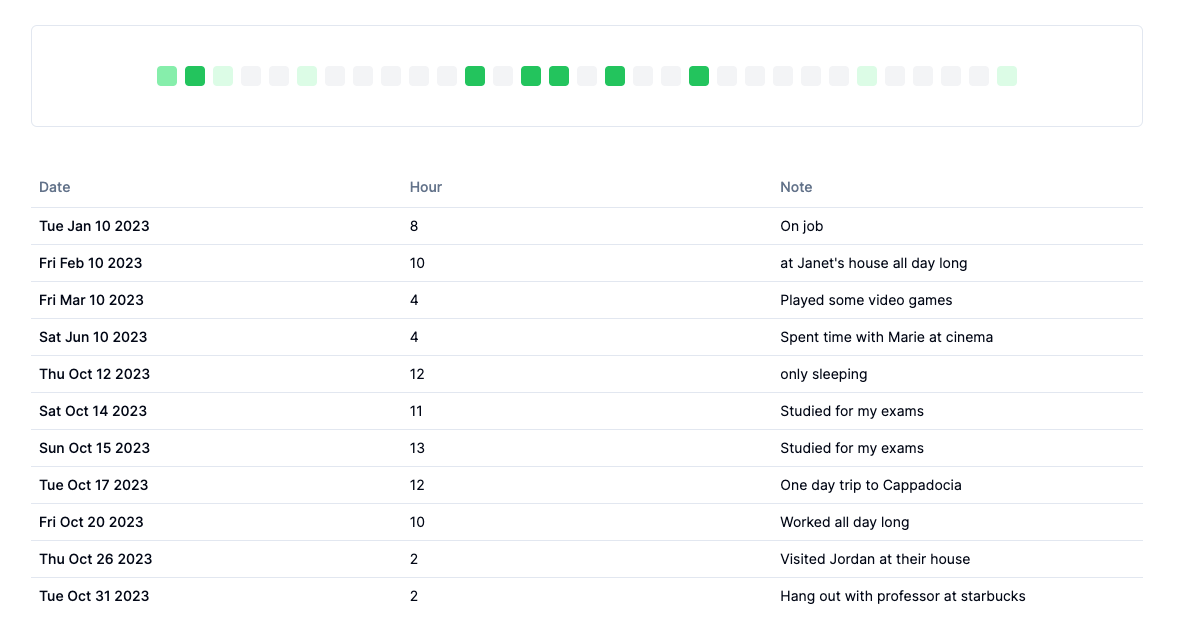 Date Hour Note
Tue Jan 10 2023 8 On job
Fri Feb 10 2023 10 at Janet's house all day long
Fri Mar 10 2023 4 Played some video games
Sat Jun 10 2023 4 Spent time with Marie at cinema
Thu Oct 12 2023 12 only sleeping
Sat Oct 14 2023 11 Studied for my exams
Sun Oct 15 2023 13 Studied for my exams
Tue Oct 17 2023 12 One day trip to Cappadocia
Fri Oct 20 2023 10 Worked all day long
Thu Oct 26 2023 2 Visited Jordan at their house
Tue Oct 31 2023 2 Hang out with professor at starbucks